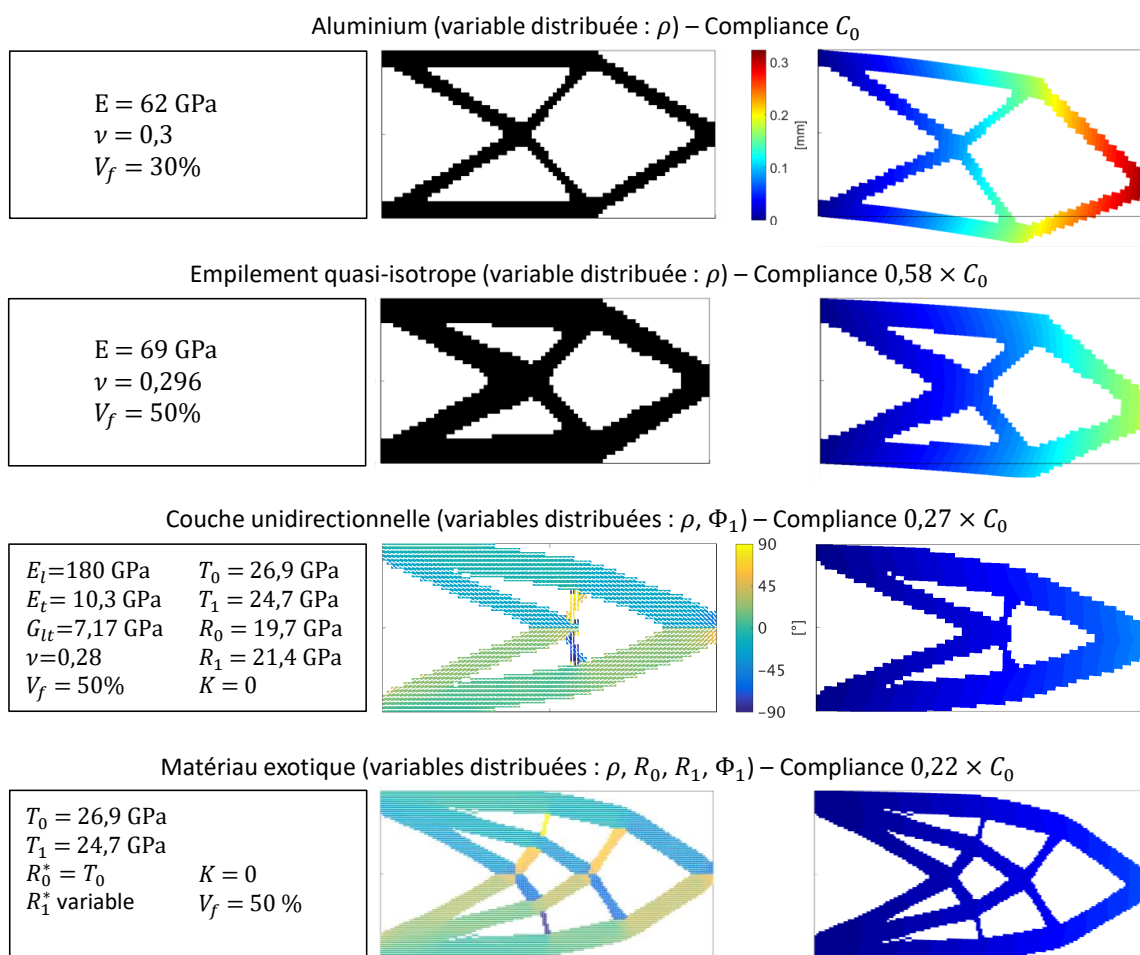 Aluminium (variable distribuée : ρ) – Compliance C₀
E = 62 GPa
ν = 0,3
V_f = 30%
0.3
0.2
0.1
0
[mm]
Empilement quasi-isotrope (variable distribuée : ρ) – Compliance 0,58 × C₀
E = 69 GPa
ν = 0,296
V_f = 50%
Couche unidirectionnelle (variables distribuées : ρ, Φ₁) – Compliance 0,27 × C₀
E_l=180 GPa T₀ = 26,9 GPa
E_t= 10,3 GPa T₁ = 24,7 GPa
G_lt=7,17 GPa R₀ = 19,7 GPa
ν=0,28 R₁ = 21,4 GPa
V_f = 50% K = 0
90
45
0
−45
−90
[°]
Matériau exotique (variables distribuées : ρ, R₀, R₁, Φ₁) – Compliance 0,22 × C₀
T₀ = 26,9 GPa
T₁ = 24,7 GPa
R₀* = T₀ K = 0
R₁* variable V_f = 50 %